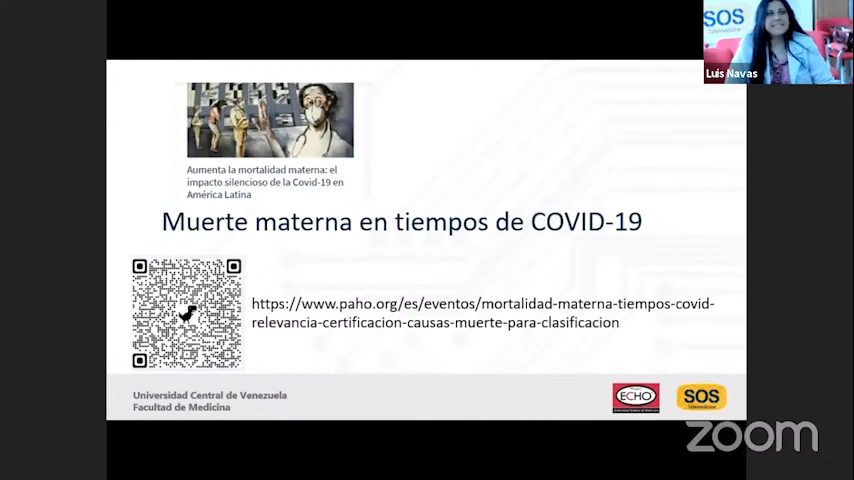 SOS
Telemedicina
Luis Navas
Aumenta la mortalidad materna: el
impacto silencioso de la Covid-19 en
América Latina
Muerte materna en tiempos de COVID-19
https://www.paho.org/es/eventos/mortalidad-materna-tiempos-covid-
relevancia-certificacion-causas-muerte-para-clasificacion
Universidad Central de Venezuela
Facultad de Medicina
ECHO
SOS
Telemedicina
zoom